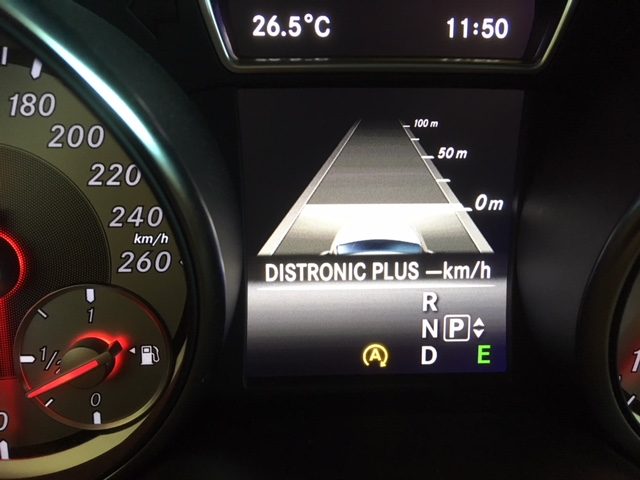 26.5°C 11:50
180
200
220
240
km/h
260
100 m
50 m
0 m
DISTRONIC PLUS –km/h
R
N P
D E
A
1
1/2
0